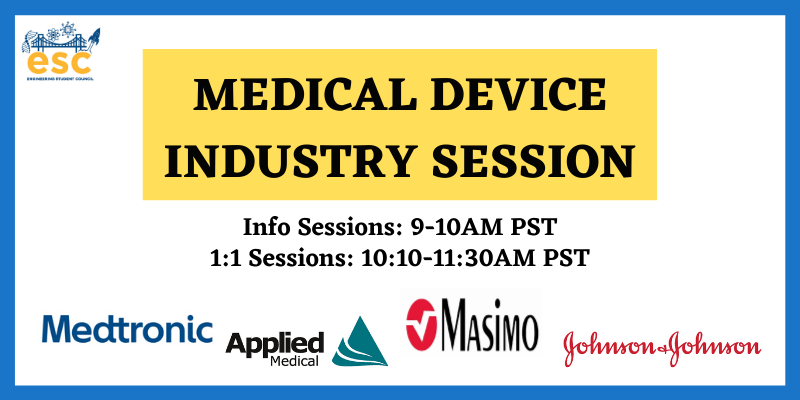 esc
ENGINEERING STUDENT COUNCIL
MEDICAL DEVICE
INDUSTRY SESSION
Info Sessions: 9-10AM PST
1:1 Sessions: 10:10-11:30AM PST
Medtronic
Applied
Medical
Masimo
Johnson&Johnson